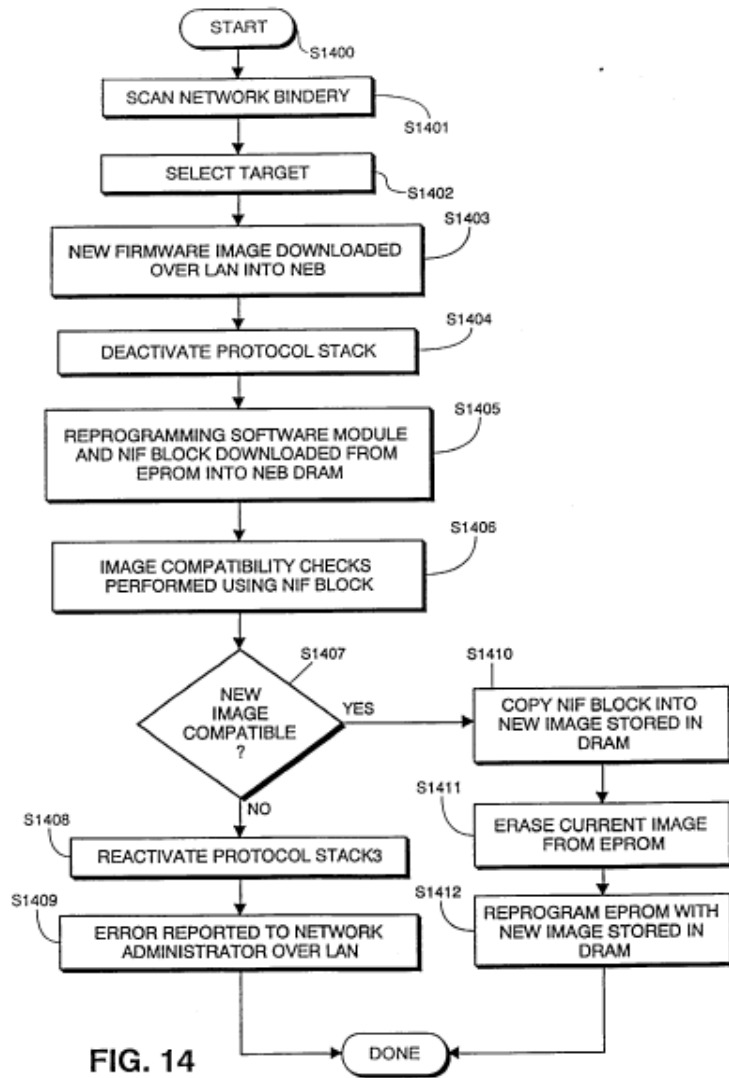 START
S1400
SCAN NETWORK BINDERY
S1401
SELECT TARGET
S1402
S1403
NEW FIRMWARE IMAGE DOWNLOADED
OVER LAN INTO NEB
S1404
DEACTIVATE PROTOCOL STACK
S1405
REPROGRAMMING SOFTWARE MODULE
AND NIF BLOCK DOWNLOADED FROM
EPROM INTO NEB DRAM
S1406
IMAGE COMPATIBILITY CHECKS
PERFORMED USING NIF BLOCK
S1407
NEW
IMAGE
COMPATIBLE
?
YES
NO
S1410
COPY NIF BLOCK INTO
NEW IMAGE STORED IN
DRAM
S1411
ERASE CURRENT IMAGE
FROM EPROM
S1412
REPROGRAM EPROM WITH
NEW IMAGE STORED IN
DRAM
S1408
REACTIVATE PROTOCOL STACK3
S1409
ERROR REPORTED TO NETWORK
ADMINISTRATOR OVER LAN
DONE
FIG. 14